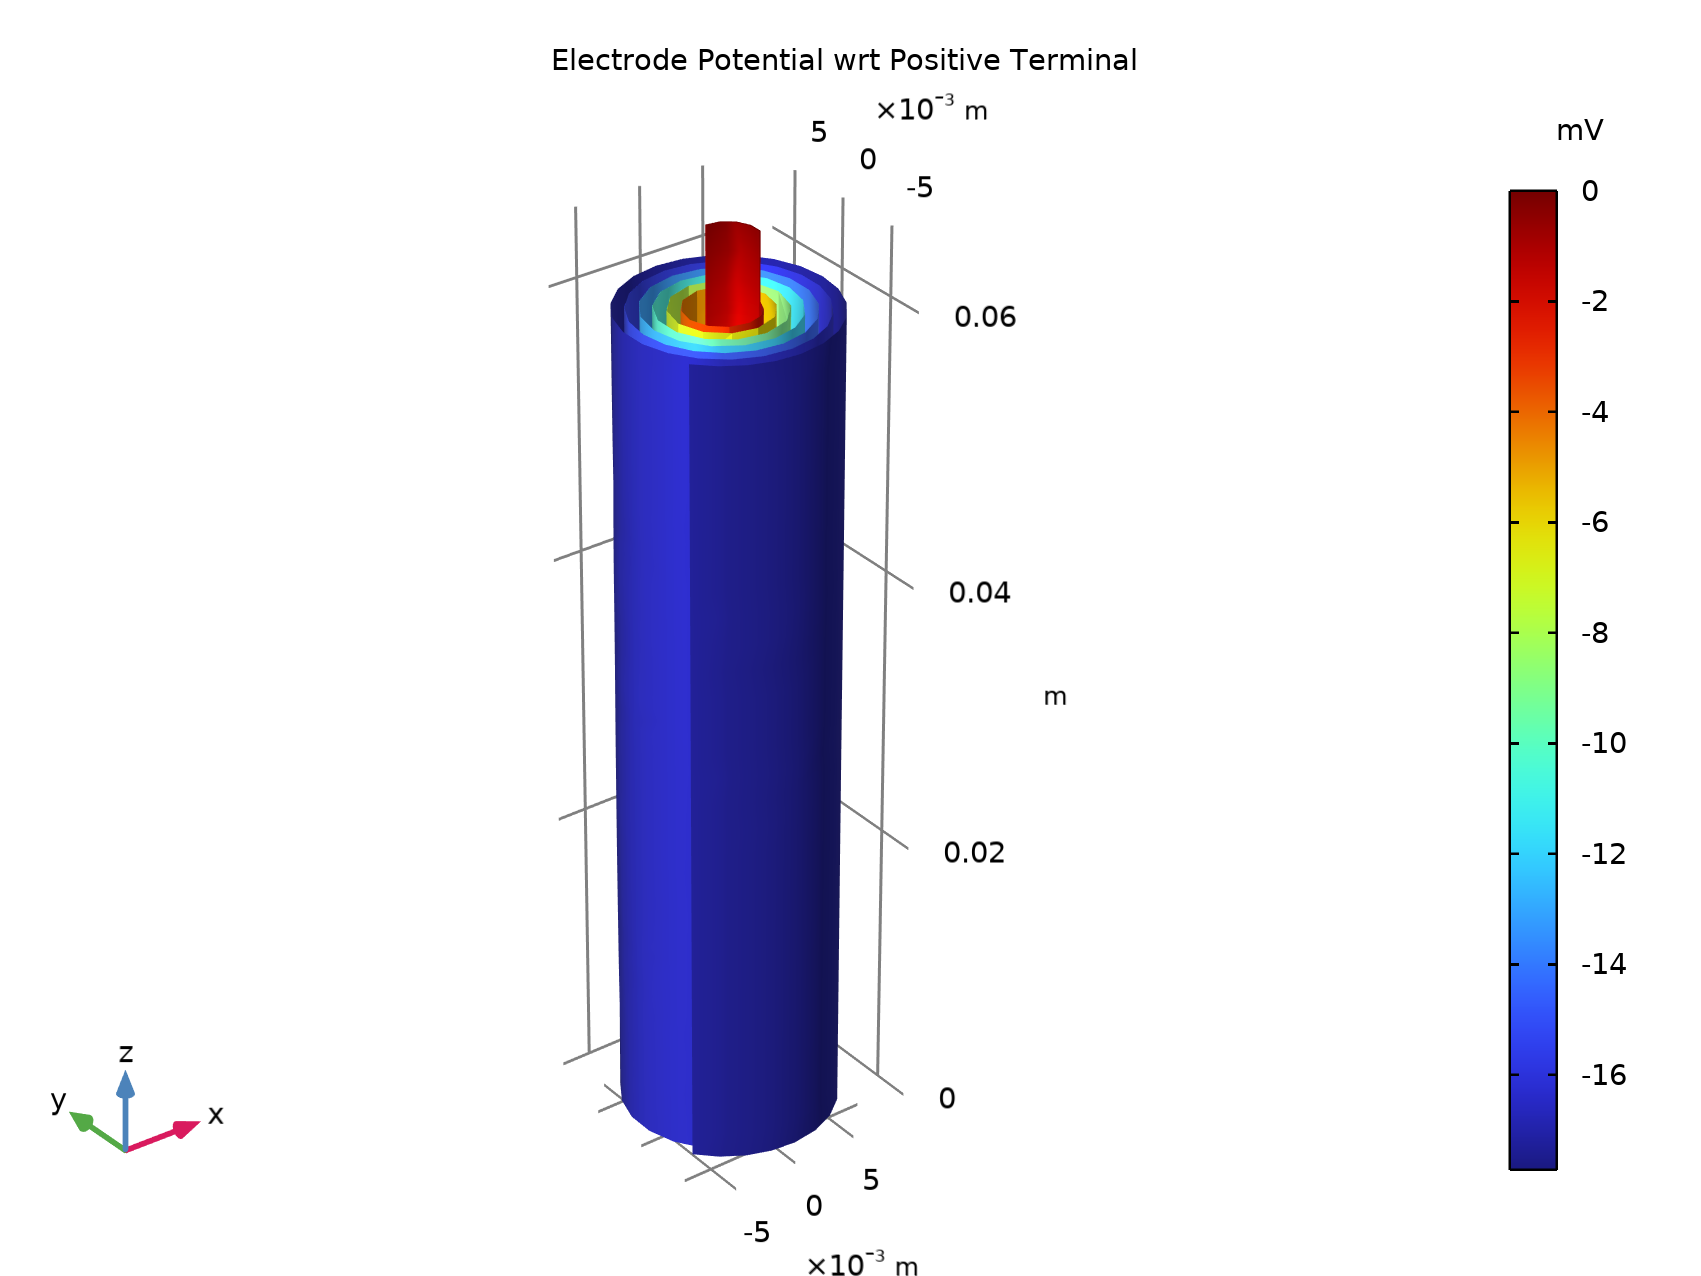 Electrode Potential wrt Positive Terminal
×10⁻³ m
5
0
-5
mV
0
-2
-4
-6
-8
-10
-12
-14
-16
0.06
0.04
m
0.02
0
5
0
-5
×10⁻³ m
z
y
x